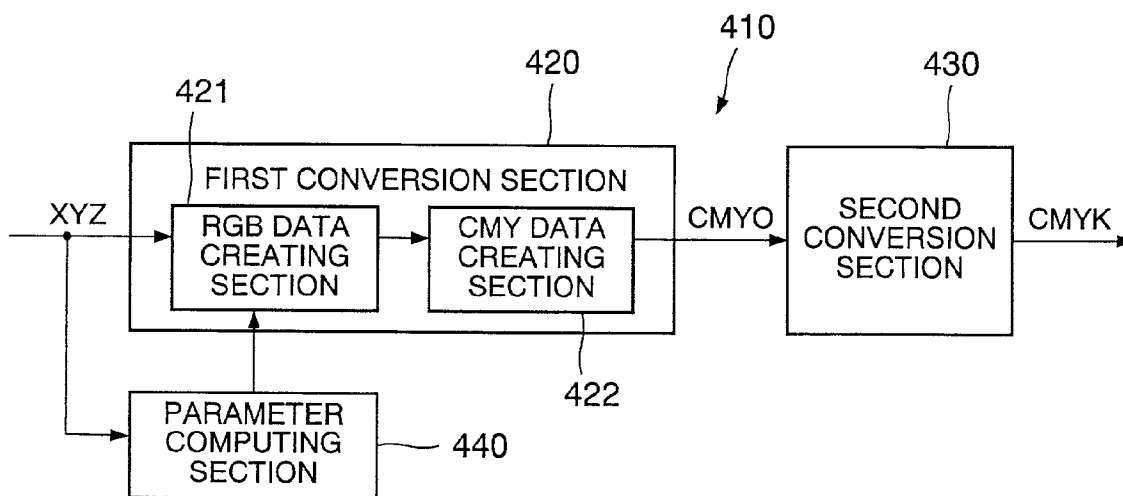 410
420
430
421
FIRST CONVERSION SECTION
XYZ
RGB DATA
CREATING
SECTION
CMY DATA
CREATING
SECTION
CMYO
SECOND
CONVERSION
SECTION
CMYK
422
PARAMETER
COMPUTING
SECTION
440